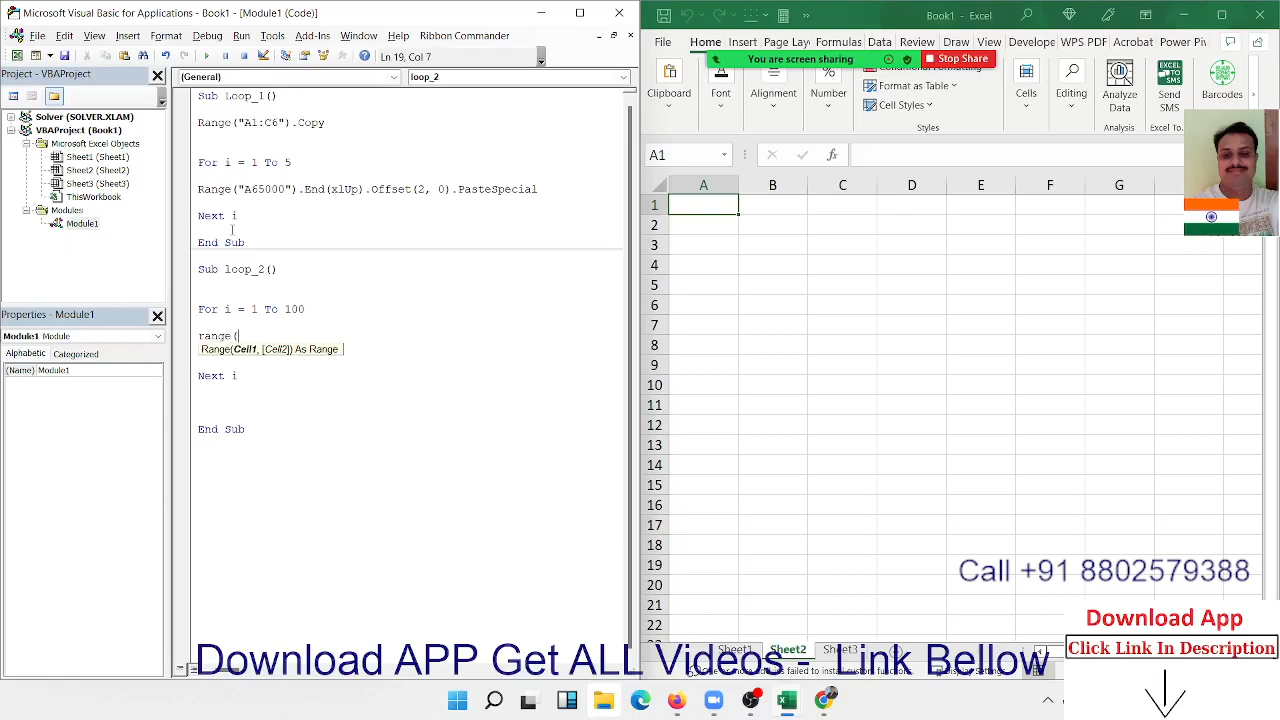 Microsoft Visual Basic for Applications - Book1 - [Module1 (Code)]
File Edit View Insert Format Debug Run Tools Add-Ins Window Help Ribbon Commander
Ln 19, Col 7
Project - VBAProject
Solver (SOLVER.XLAM)
VBAProject (Book1)
Microsoft Excel Objects
Sheet1 (Sheet1)
Sheet2 (Sheet2)
Sheet3 (Sheet3)
ThisWorkbook
Modules
Module1
Properties - Module1
Module1 Module
Alphabetic Categorized
(Name) Module1
(General) loop_2
Sub Loop_1()
Range("A1:C6").Copy
For i = 1 To 5
Range("A65000").End(xlUp).Offset(2, 0).PasteSpecial
Next i
End Sub
Sub loop_2()
For i = 1 To 100
range(
Range(Cell1, [Cell2]) As Range
Next i
End Sub
Book1 - Excel
File Home Insert Page Layout Formulas Data Review View Develope WPS PDF Draw Acrobat Power Pi
You are screen sharing Stop Share
Clipboard
Font
Alignment
Number
Conditional Formatting
Format as Table
Cell Styles
Styles
Cells
Editing
Analyze Data
Analysis
Send SMS
Excel To...
EXCEL TO SMS
Barcodes
A1
fx
A B C D E F G
1
2
3
4
5
6
7
8
9
10
11
12
13
14
15
16
17
18
19
20
21
22
Call +91 8802579388
Download App
Click Link In Description
Sheet1 Sheet2 Sheet3
Download APP Get ALL Videos - Link Bellow